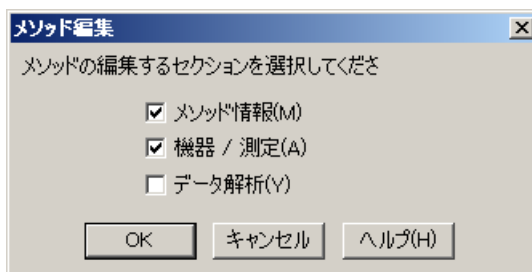 メソッド編集
メソッドの編集するセクションを選択してくださ
メソッド情報(M)
機器 / 測定(A)
データ解析(Y)
OK キャンセル ヘルプ(H)